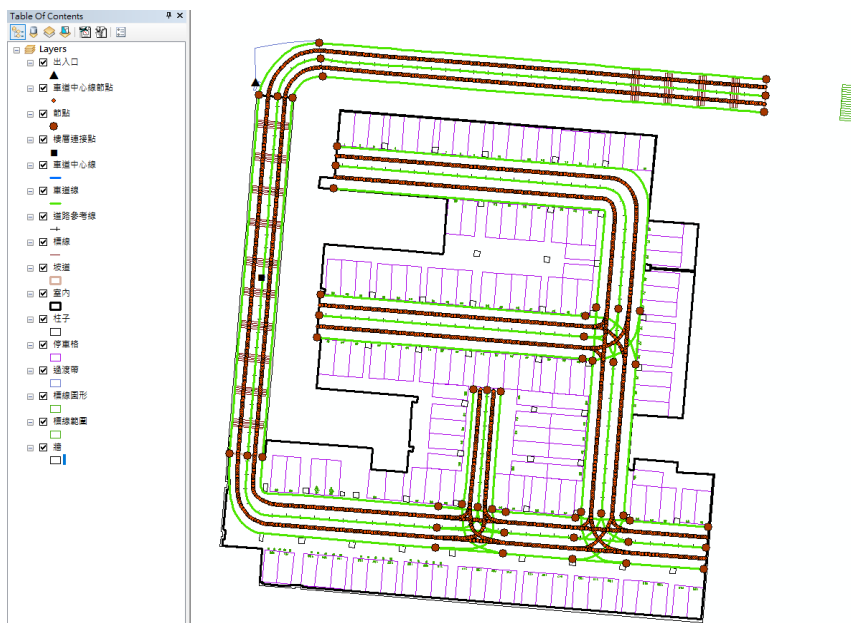 Table Of Contents
Layers
出入口
車道中心線節點
節點
樓層連接點
車道中心線
車道線
道路參考線
標線
坡道
室內
柱子
停車格
過渡帶
標線圖形
標線範圍
牆